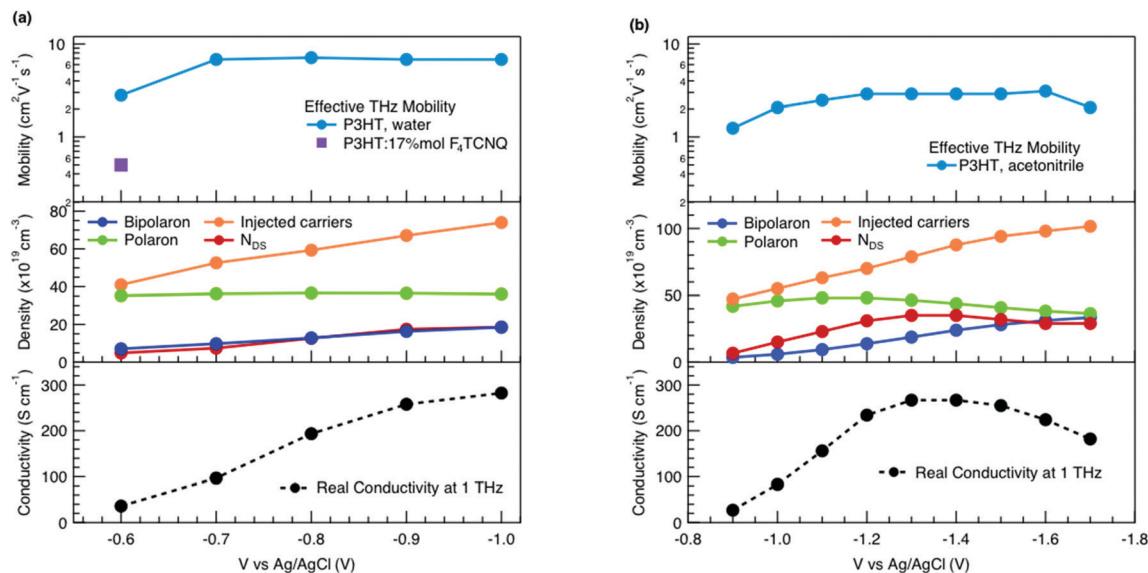 (a)
Mobility (cm²V⁻¹s⁻¹)
10
6
4
2
1
6
4
2
Effective THz Mobility
P3HT, water
P3HT:17%mol F₄TCNQ
Density (x10¹⁹ cm⁻³)
80
60
40
20
0
Bipolaron
Injected carriers
Polaron
N_DS
Conductivity (S cm⁻¹)
300
200
100
0
Real Conductivity at 1 THz
-0.6 -0.7 -0.8 -0.9 -1.0
V vs Ag/AgCl (V)
(b)
Mobility (cm²V⁻¹s⁻¹)
10
6
4
2
1
6
4
2
Effective THz Mobility
P3HT, acetonitrile
Density (x10¹⁹ cm⁻³)
100
50
0
Bipolaron
Injected carriers
Polaron
N_DS
Conductivity (S cm⁻¹)
300
200
100
0
Real Conductivity at 1 THz
-0.8 -1.0 -1.2 -1.4 -1.6 -1.8
V vs Ag/AgCl (V)